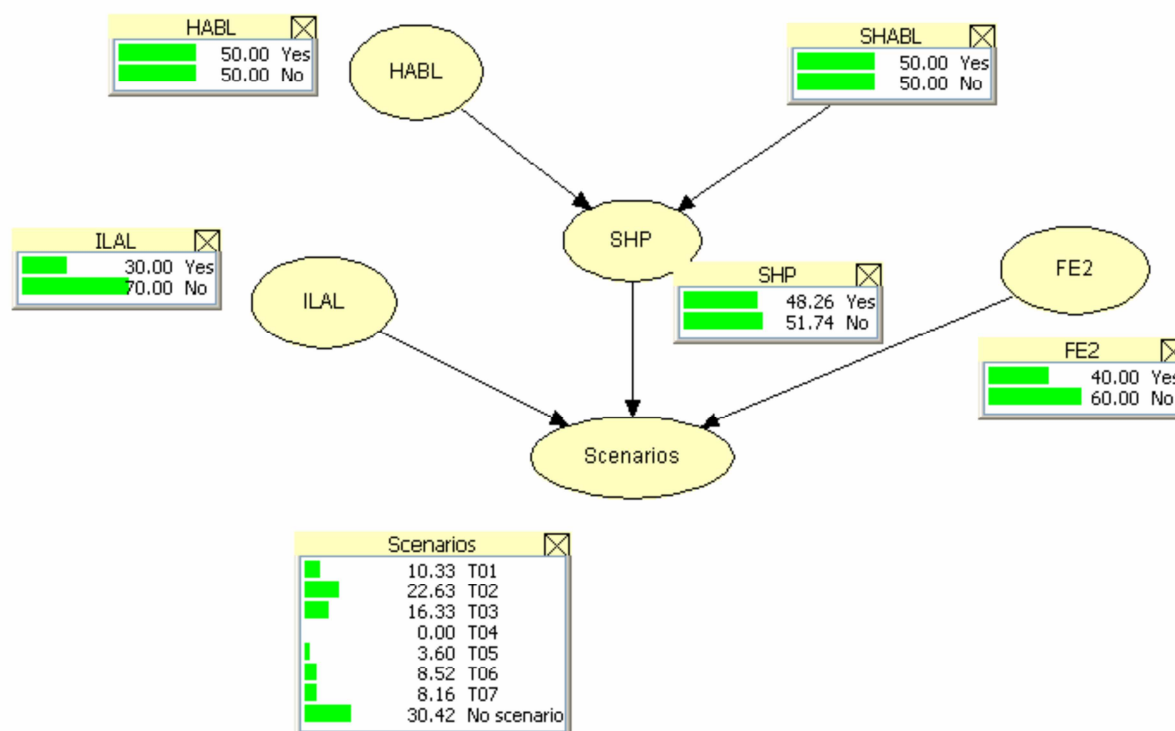 HABL
50.00 Yes
50.00 No
HABL
SHABL
50.00 Yes
50.00 No
ILAL
30.00 Yes
70.00 No
ILAL
SHP
SHP
48.26 Yes
51.74 No
FE2
FE2
40.00 Yes
60.00 No
Scenarios
Scenarios
10.33 T01
22.63 T02
16.33 T03
0.00 T04
3.60 T05
8.52 T06
8.16 T07
30.42 No scenario